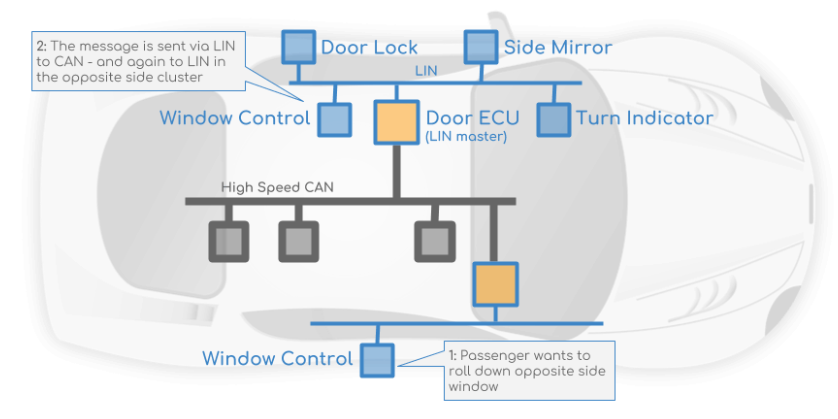 2: The message is sent via LIN
to CAN - and again to LIN in
the opposite side cluster
Door Lock
Side Mirror
LIN
Window Control
Door ECU
(LIN master)
Turn Indicator
High Speed CAN
Window Control
1: Passenger wants to
roll down opposite side
window